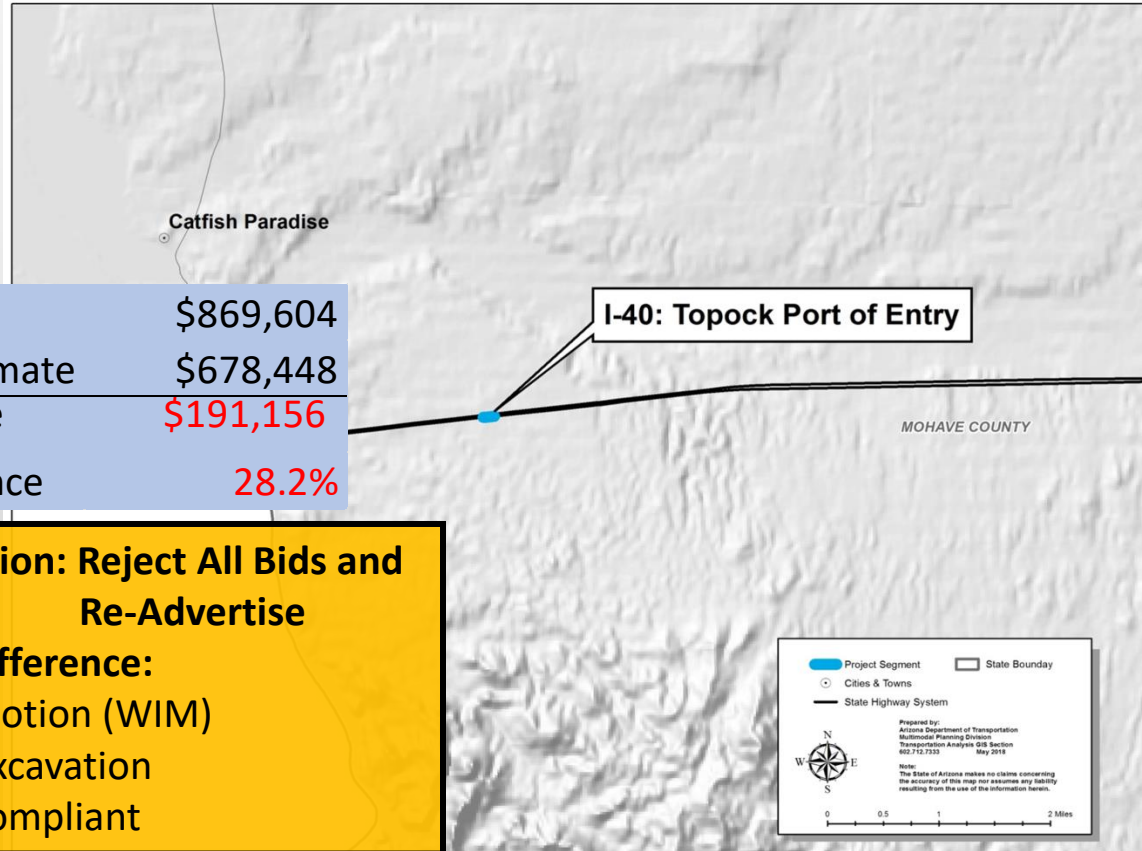 Catfish Paradise
$869,604
mate $678,448
e $191,156
nce 28.2%
I-40: Topock Port of Entry
MOHAVE COUNTY
ion: Reject All Bids and
Re-Advertise
ifference:
otion (WIM)
xcavation
ompliant
Project Segment State Bounday
Cities & Towns
State Highway System
Prepared by:
Arizona Department of Transportation
Multimodal Planning Division
Transportation Analysis GIS Section
602.712.7333 May 2018
Note:
The State of Arizona makes no claims concerning
the accuracy of this map nor assumes any liability
resulting from the use of the information herein.
N
W E
S
0 0.5 1 2 Miles